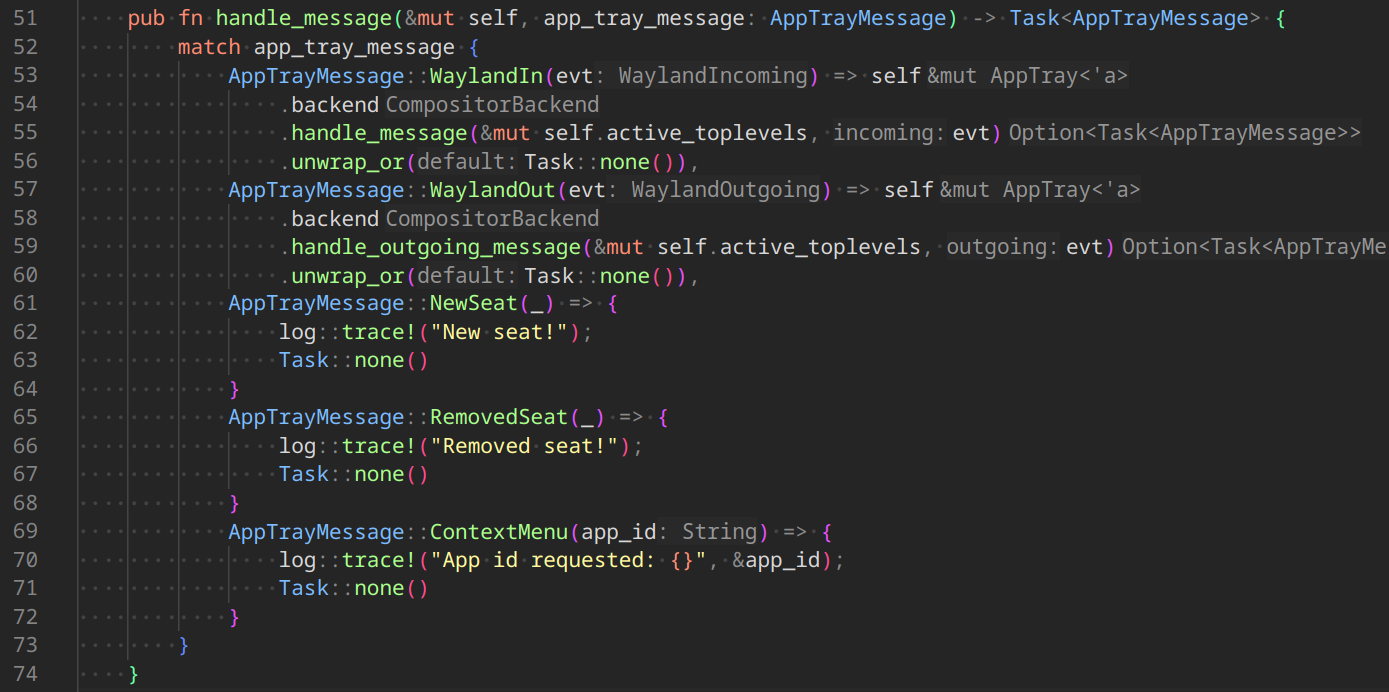 51 pub fn handle_message(&mut self, app_tray_message: AppTrayMessage) -> Task<AppTrayMessage> {
52 match app_tray_message {
53 AppTrayMessage::WaylandIn(evt: WaylandIncoming) => self &mut AppTray<'a>
54 .backend CompositorBackend
55 .handle_message(&mut self.active_toplevels, incoming: evt) Option<Task<AppTrayMessage>>
56 .unwrap_or(default: Task::none()),
57 AppTrayMessage::WaylandOut(evt: WaylandOutgoing) => self &mut AppTray<'a>
58 .backend CompositorBackend
59 .handle_outgoing_message(&mut self.active_toplevels, outgoing: evt) Option<Task<AppTrayMe
60 .unwrap_or(default: Task::none()),
61 AppTrayMessage::NewSeat(_) => {
62 log::trace!("New seat!");
63 Task::none()
64 }
65 AppTrayMessage::RemovedSeat(_) => {
66 log::trace!("Removed seat!");
67 Task::none()
68 }
69 AppTrayMessage::ContextMenu(app_id: String) => {
70 log::trace!("App id requested: {}", &app_id);
71 Task::none()
72 }
73 }
74 }